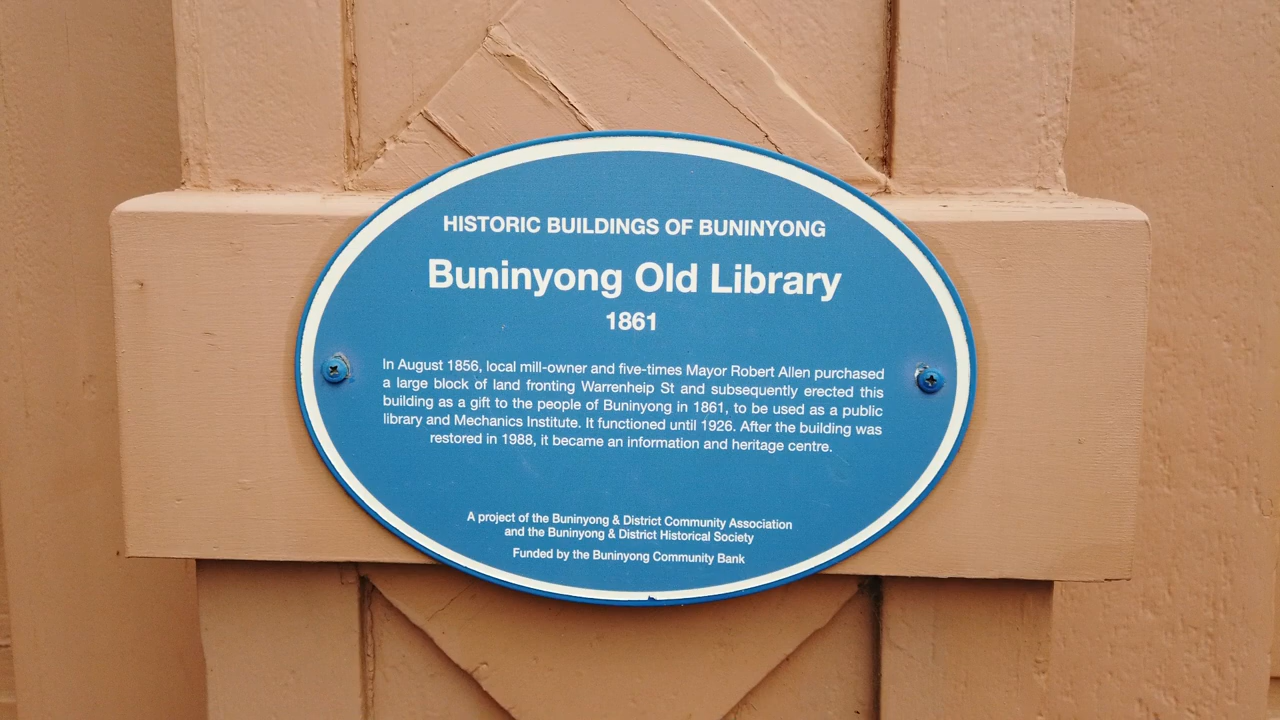 HISTORIC BUILDINGS OF BUNINYONG
Buninyong Old Library
1861
In August 1856, local mill-owner and five-times Mayor Robert Allen purchased
a large block of land fronting Warrenheip St and subsequently erected this
building as a gift to the people of Buninyong in 1861, to be used as a public
library and Mechanics Institute. It functioned until 1926. After the building was
restored in 1988, it became an information and heritage centre.
A project of the Buninyong & District Community Association
and the Buninyong & District Historical Society
Funded by the Buninyong Community Bank